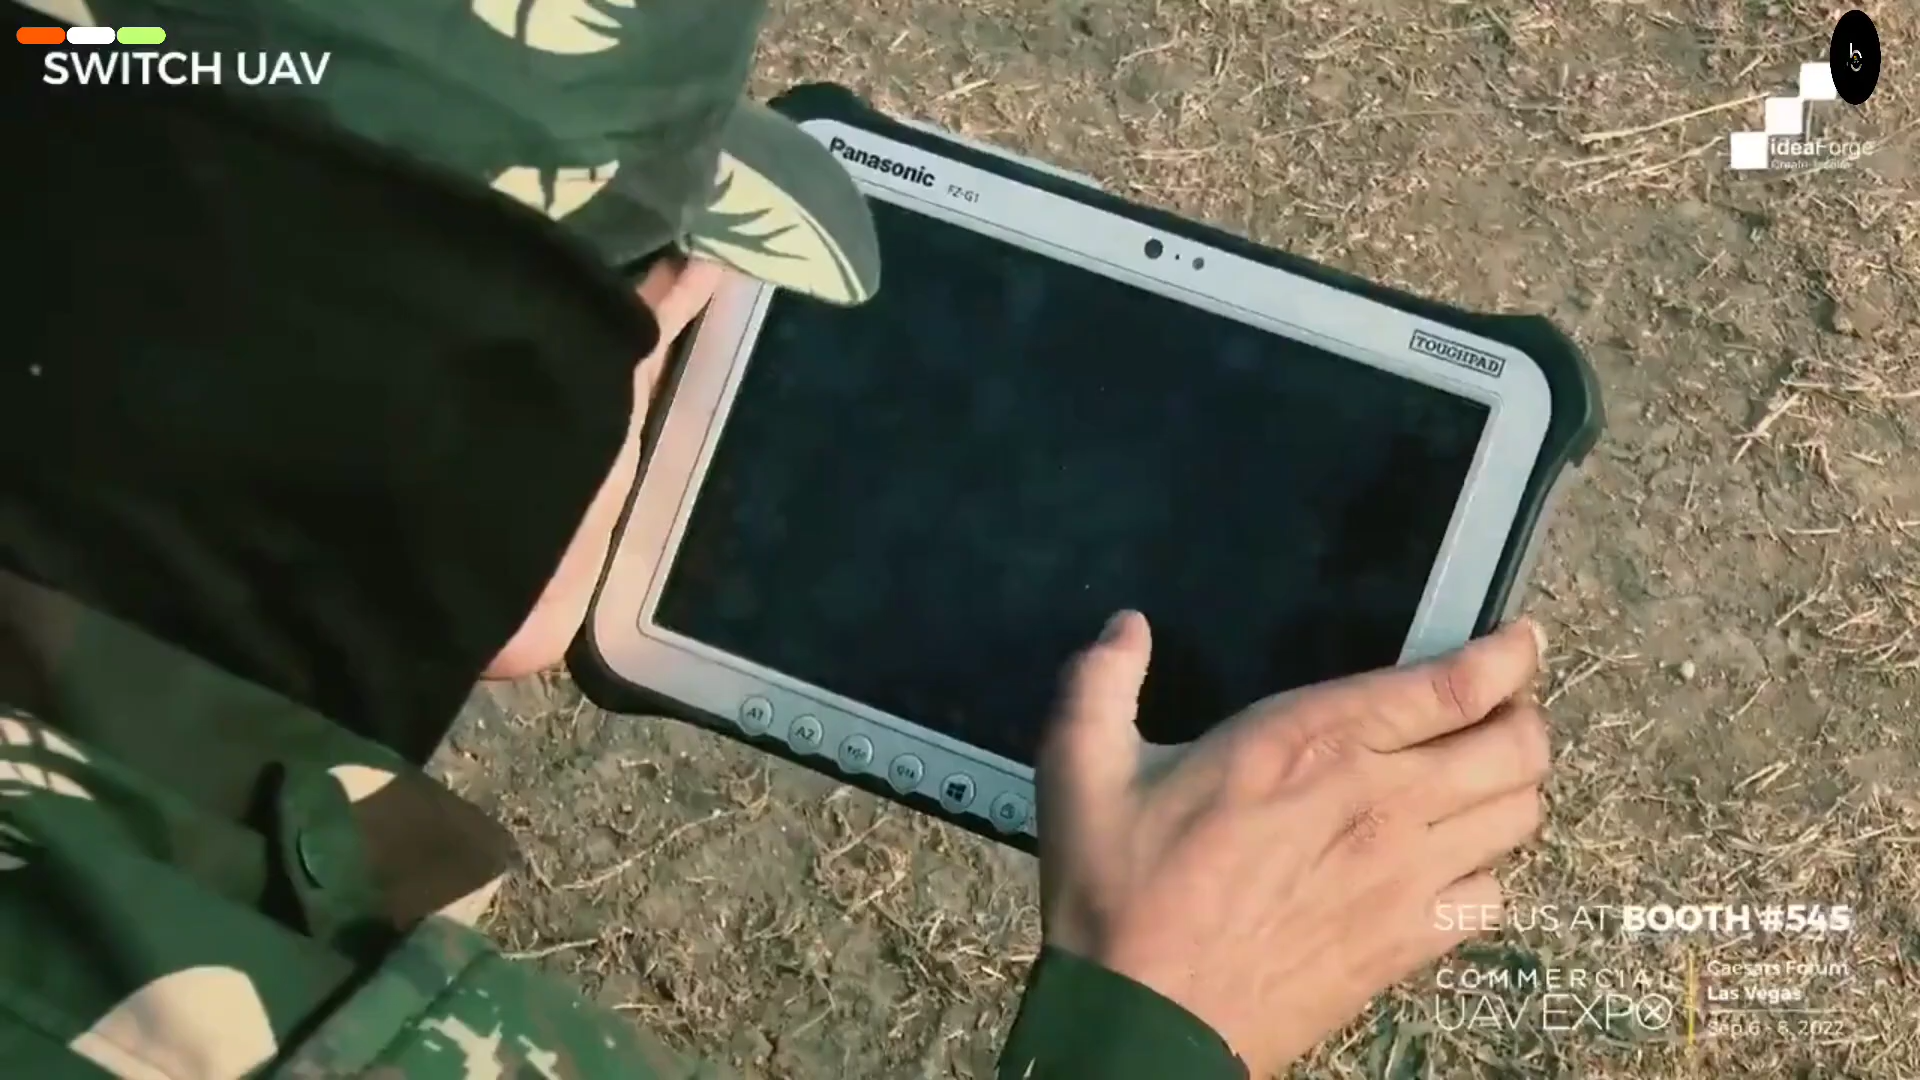 SWITCH UAV
ideaForge
Panasonic
FZ-G1
TOUGHPAD
A1
A2
SEE US AT BOOTH #545
COMMERCIAL
UAV EXPO
Caesars Forum
Las Vegas
Sep 6 - 8, 2022